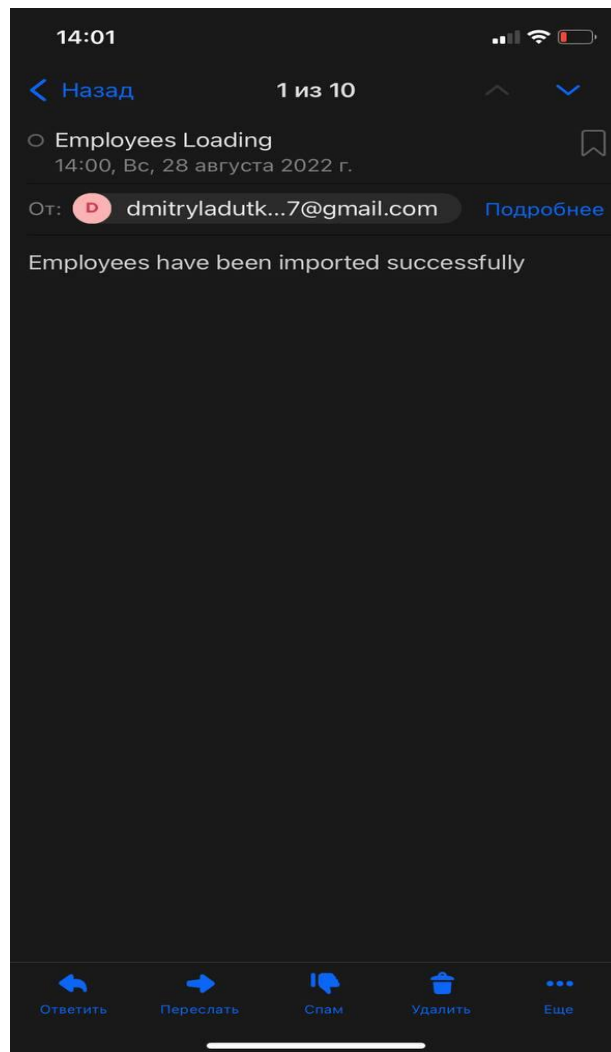 14:01
Назад 1 из 10
Employees Loading
14:00, Вс, 28 августа 2022 г.
От: D dmitryladutk...7@gmail.com Подробнее
Employees have been imported successfully
Ответить Переслать Спам Удалить Еще